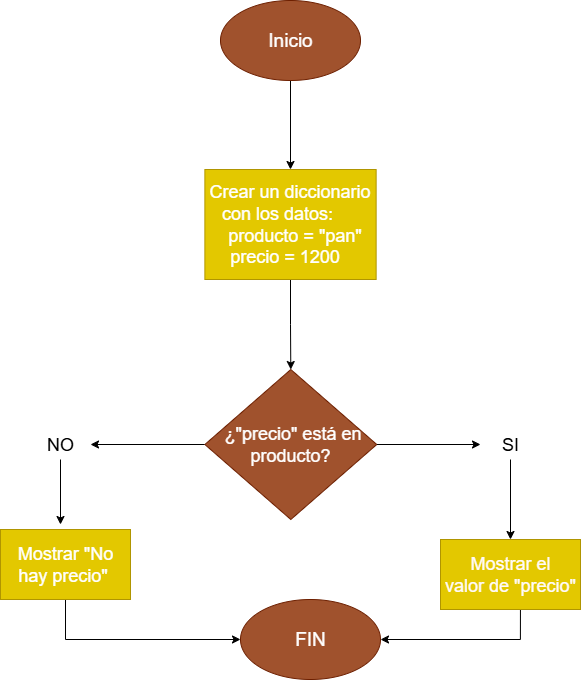 Inicio
Crear un diccionario
con los datos:
producto = "pan"
precio = 1200
¿"precio" está en
producto?
NO
SI
Mostrar "No
hay precio"
Mostrar el
valor de "precio"
FIN